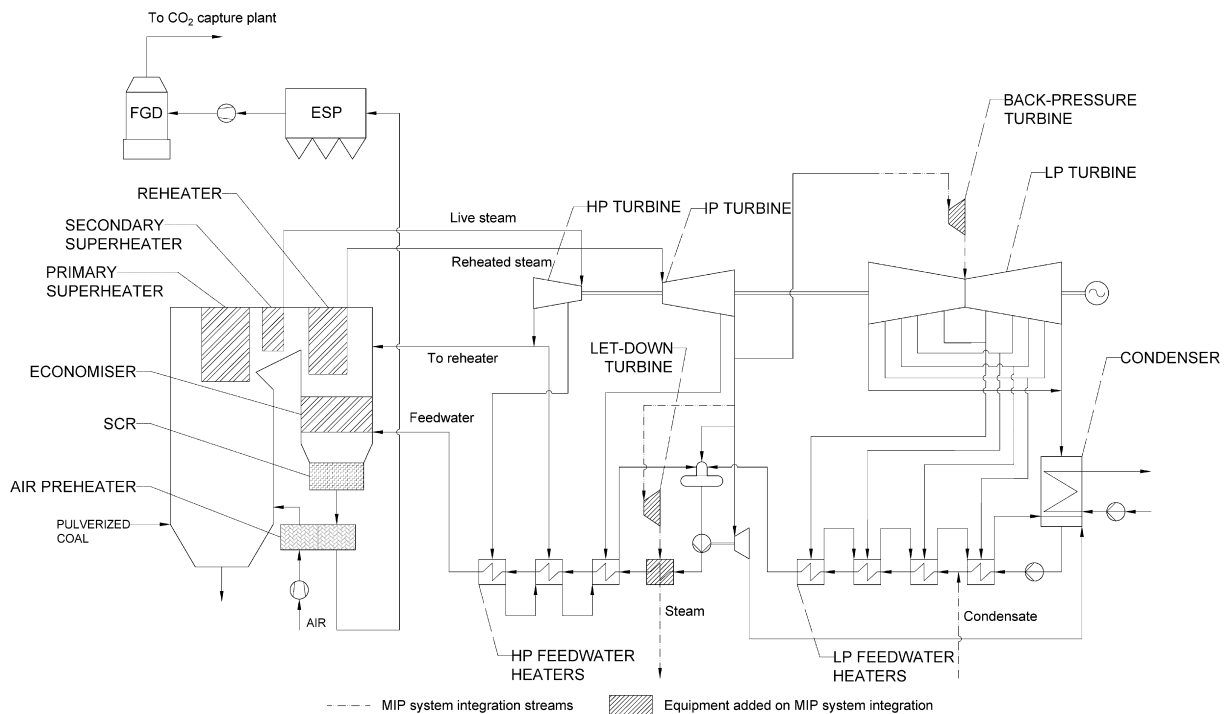 To CO₂ capture plant
FGD
ESP
BACK-PRESSURE
TURBINE
LP TURBINE
REHEATER
HP TURBINE
IP TURBINE
Live steam
SECONDARY
SUPERHEATER
Reheated steam
PRIMARY
SUPERHEATER
LET-DOWN
TURBINE
To reheater
CONDENSER
ECONOMISER
Feedwater
SCR
AIR PREHEATER
PULVERIZED
COAL
AIR
Steam
Condensate
HP FEEDWATER
HEATERS
LP FEEDWATER
HEATERS
MIP system integration streams
Equipment added on MIP system integration